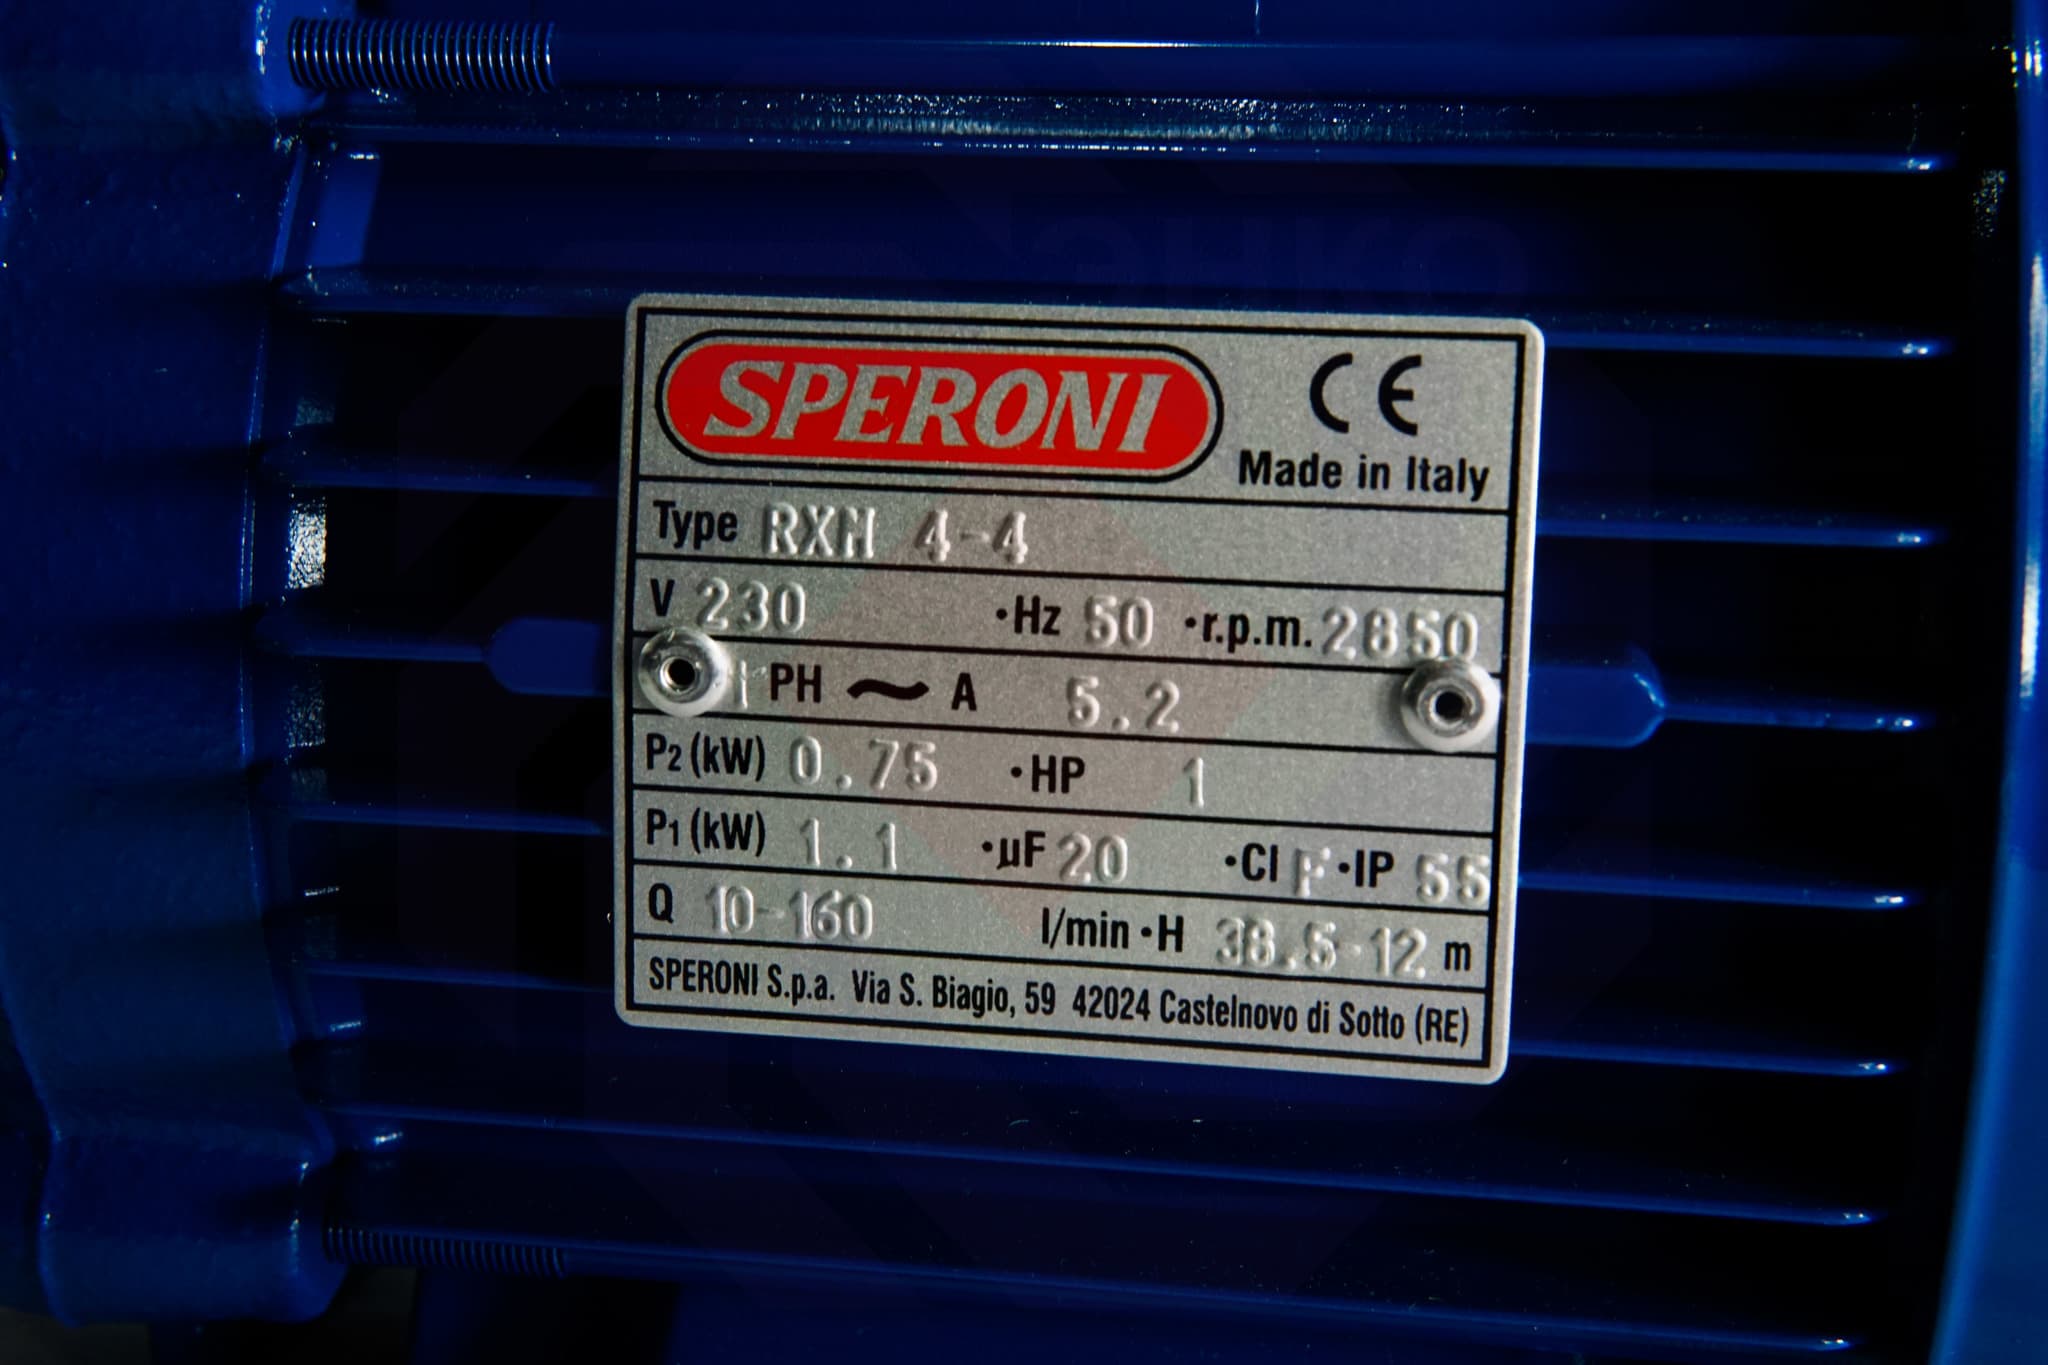 SPERONI
CE
Made in Italy
Type RXM 4-4
V 230 ·Hz 50 ·r.p.m. 2850
1 PH ~ A 5.2
P2 (kW) 0.75 ·HP 1
P1 (kW) 1.1 ·µF 20 ·Cl F ·IP 55
Q 10-160 l/min ·H 38.5-12 m
SPERONI S.p.a. Via S. Biagio, 59 42024 Castelnovo di Sotto (RE)
ЭНКО